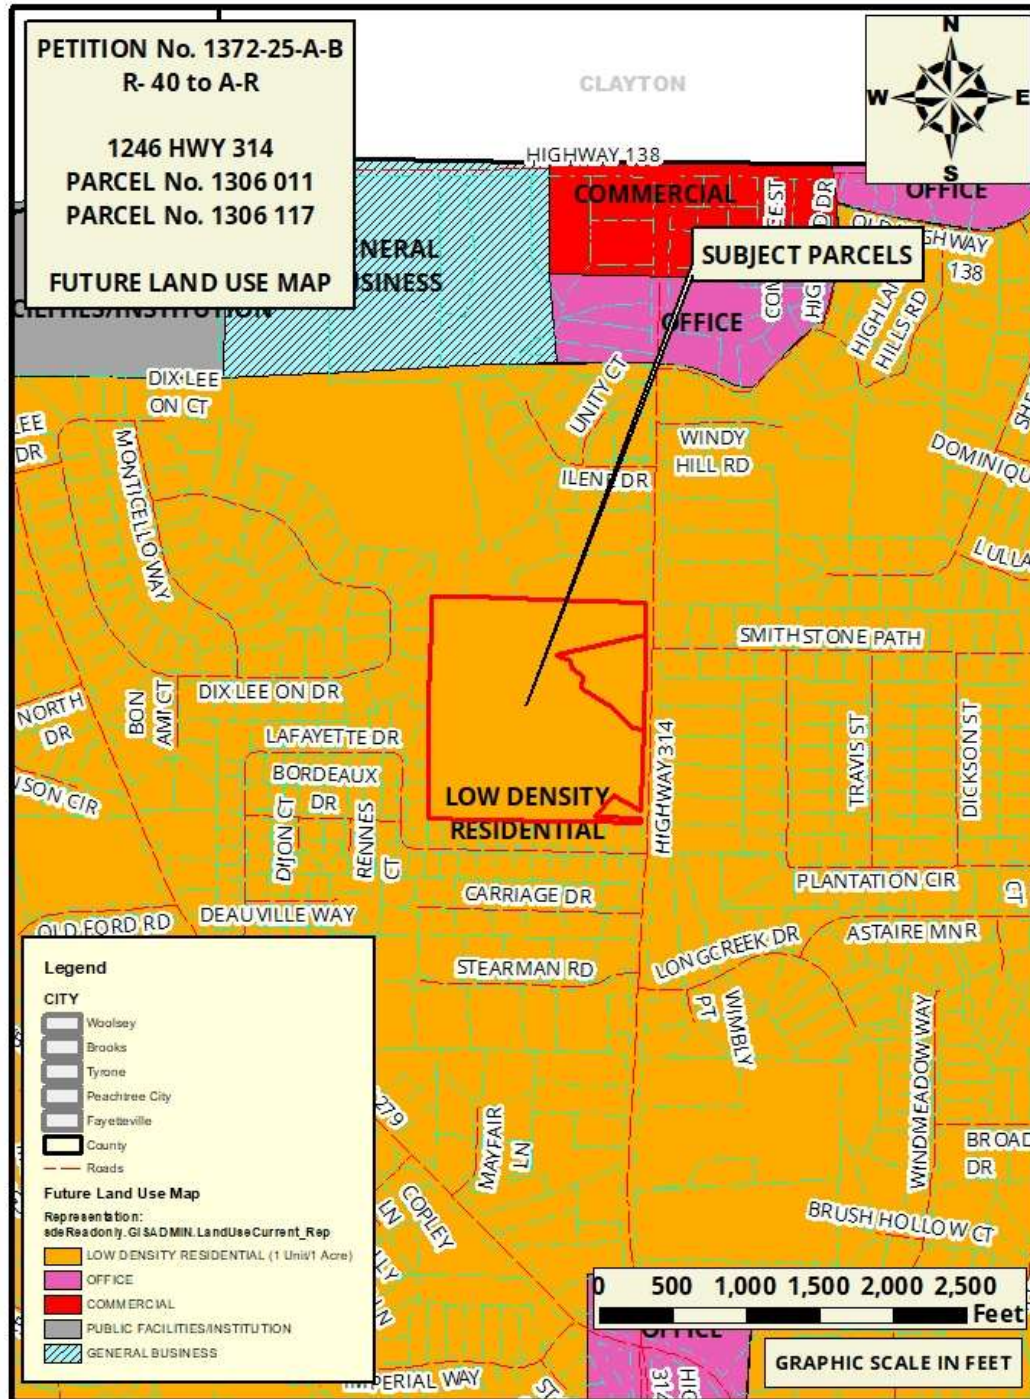 PETITION No. 1372-25-A-B
R- 40 to A-R
1246 HWY 314
PARCEL No. 1306 011
PARCEL No. 1306 117
FUTURE LAND USE MAP
CLAYTON
N
W
E
S
HIGHWAY 138
COMMERCIAL
OFFICE
SUBJECT PARCELS
138
OFFICE
HIGHLAND
HILLS RD
DIX LEE
ON CT
UNITY CT
LEE
DR
MONTICELLO WAY
WINDY
HILL RD
ILENE DR
SMITHSTONE PATH
DIX LEE ON DR
BON
AMI CT
NORTH
DR
LAFAYETTE DR
BORDEAUX
DR
DIJON CT
RENNES
CT
LOW DENSITY
RESIDENTIAL
HIGHWAY 314
TRAVIS ST
DICKSON ST
PLANTATION CIR
CT
CARRIAGE DR
DEAUVILLE WAY
OLD FORD RD
ASTAIRE MNR
LONGCREEK DR
STEARMAN RD
WIMBLY
PT
WINDMEADOW WAY
279
MAYFAIR
LN
COPLEY
LN
BROAD
DR
BRUSH HOLLOW CT
IMPERIAL WAY
OFFICE
Legend
CITY
Woolsey
Brooks
Tyrone
Peachtree City
Fayetteville
County
Roads
Future Land Use Map
Representation:
sdeReadonly.GISADMIN.LandUseCurrent_Rep
LOW DENSITY RESIDENTIAL (1 Unit/1 Acre)
OFFICE
COMMERCIAL
PUBLIC FACILITIES/INSTITUTION
GENERAL BUSINESS
0 500 1,000 1,500 2,000 2,500
Feet
GRAPHIC SCALE IN FEET